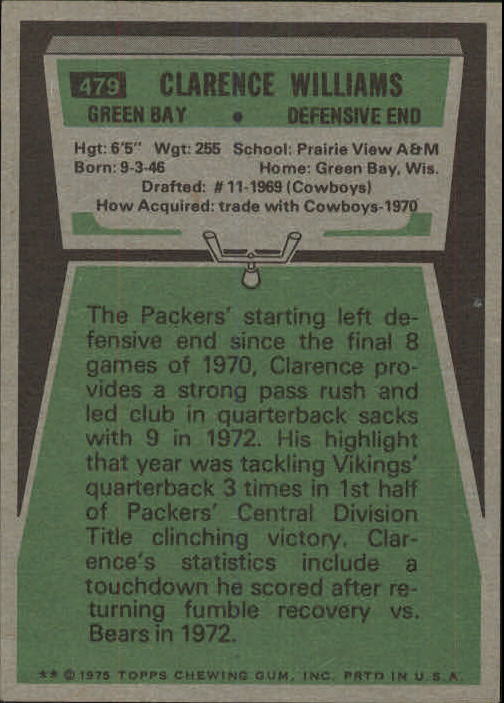 479 CLARENCE WILLIAMS
GREEN BAY • DEFENSIVE END
Hgt: 6'5" Wgt: 255 School: Prairie View A&M
Born: 9-3-46 Home: Green Bay, Wis.
Drafted: #11-1969 (Cowboys)
How Acquired: trade with Cowboys-1970
The Packers' starting left de-
fensive end since the final 8
games of 1970, Clarence pro-
vides a strong pass rush and
led club in quarterback sacks
with 9 in 1972. His highlight
that year was tackling Vikings'
quarterback 3 times in 1st half
of Packers' Central Division
Title clinching victory. Clar-
ence's statistics include a
touchdown he scored after re-
turning fumble recovery vs.
Bears in 1972.
** © 1975 TOPPS CHEWING GUM, INC. PRTD IN U.S.A.